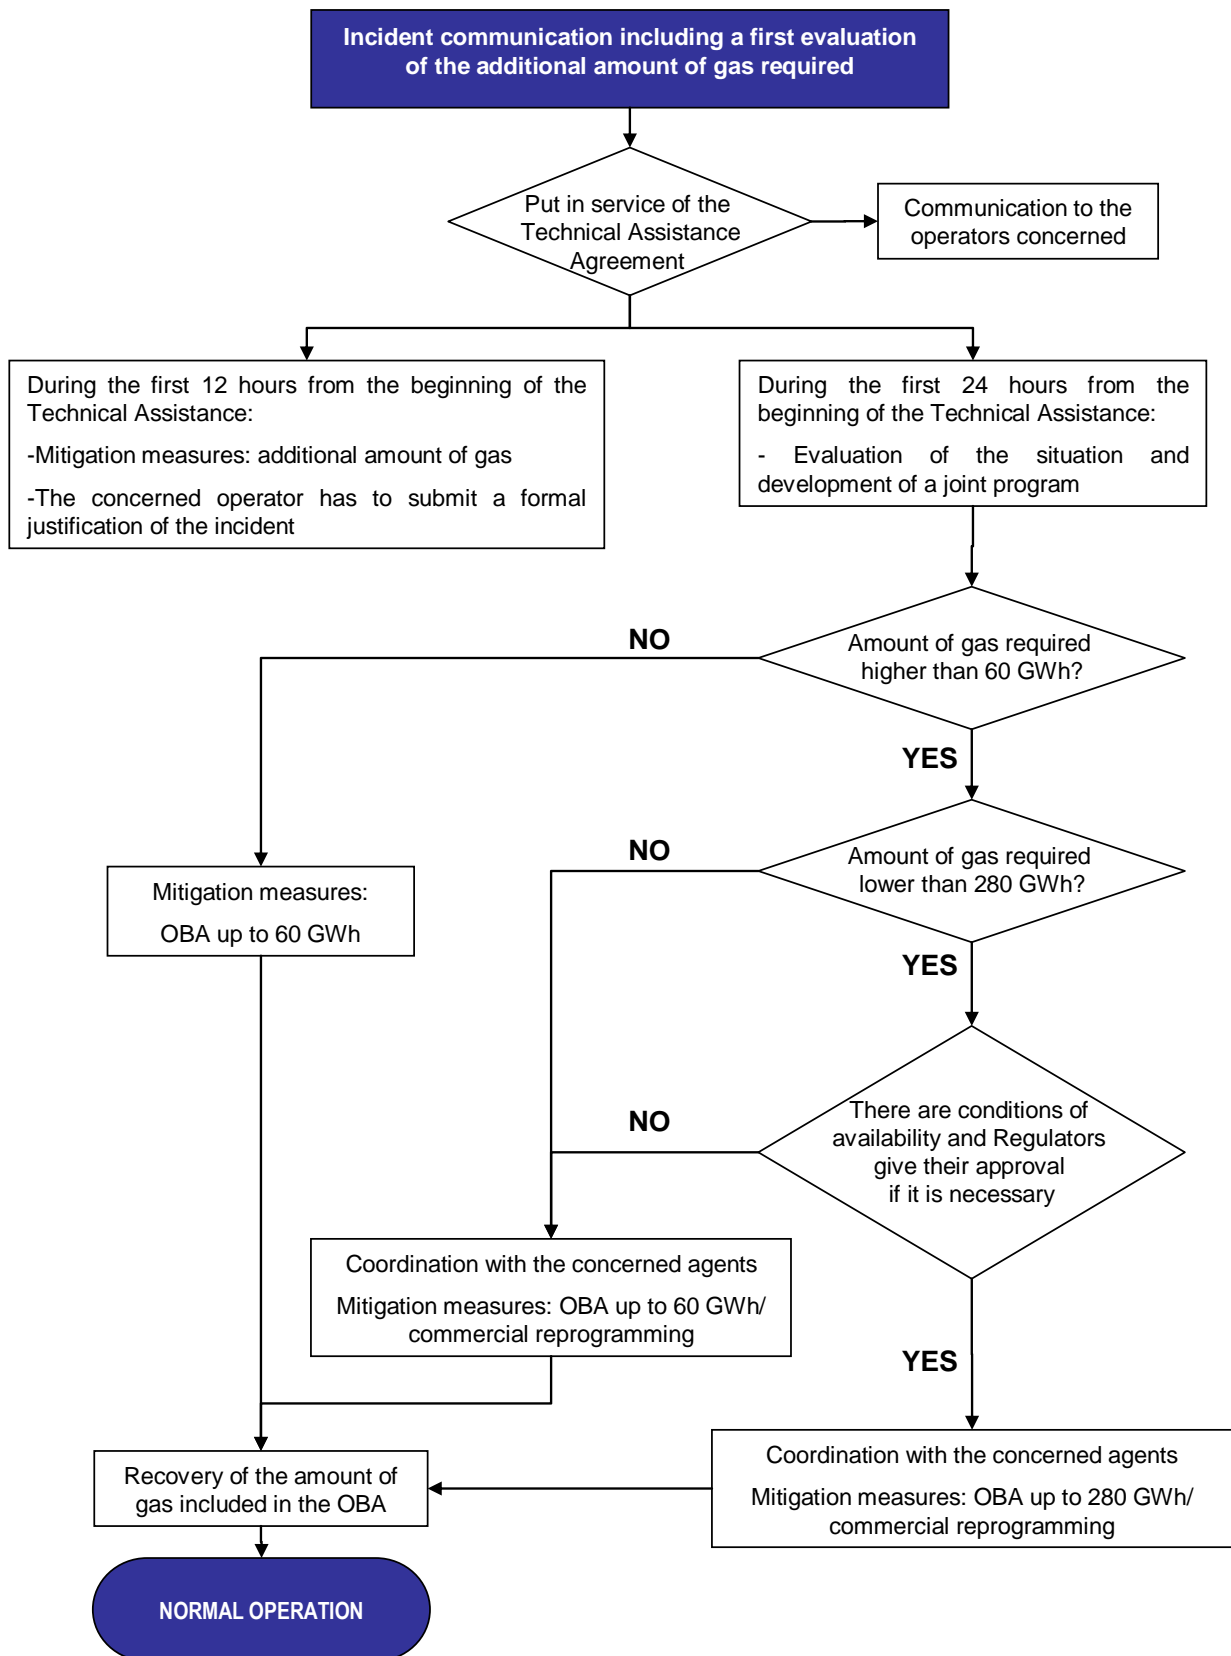 Incident communication including a first evaluation
of the additional amount of gas required
Put in service of the
Technical Assistance
Agreement
Communication to the
operators concerned
During the first 12 hours from the beginning of the
Technical Assistance:
-Mitigation measures: additional amount of gas
-The concerned operator has to submit a formal
justification of the incident
During the first 24 hours from the
beginning of the Technical Assistance:
- Evaluation of the situation and
development of a joint program
NO
Amount of gas required
higher than 60 GWh?
YES
NO
Amount of gas required
lower than 280 GWh?
Mitigation measures:
OBA up to 60 GWh
YES
NO
There are conditions of
availability and Regulators
give their approval
if it is necessary
Coordination with the concerned agents
Mitigation measures: OBA up to 60 GWh/
commercial reprogramming
YES
Coordination with the concerned agents
Mitigation measures: OBA up to 280 GWh/
commercial reprogramming
Recovery of the amount of
gas included in the OBA
NORMAL OPERATION